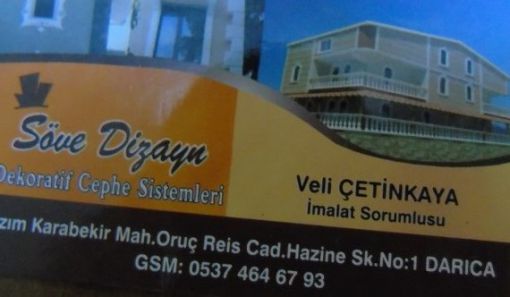 Söve Dizayn
Dekoratif Cephe Sistemleri
Veli ÇETİNKAYA
İmalat Sorumlusu
zım Karabekir Mah.Oruç Reis Cad.Hazine Sk.No:1 DARICA
GSM: 0537 464 67 93